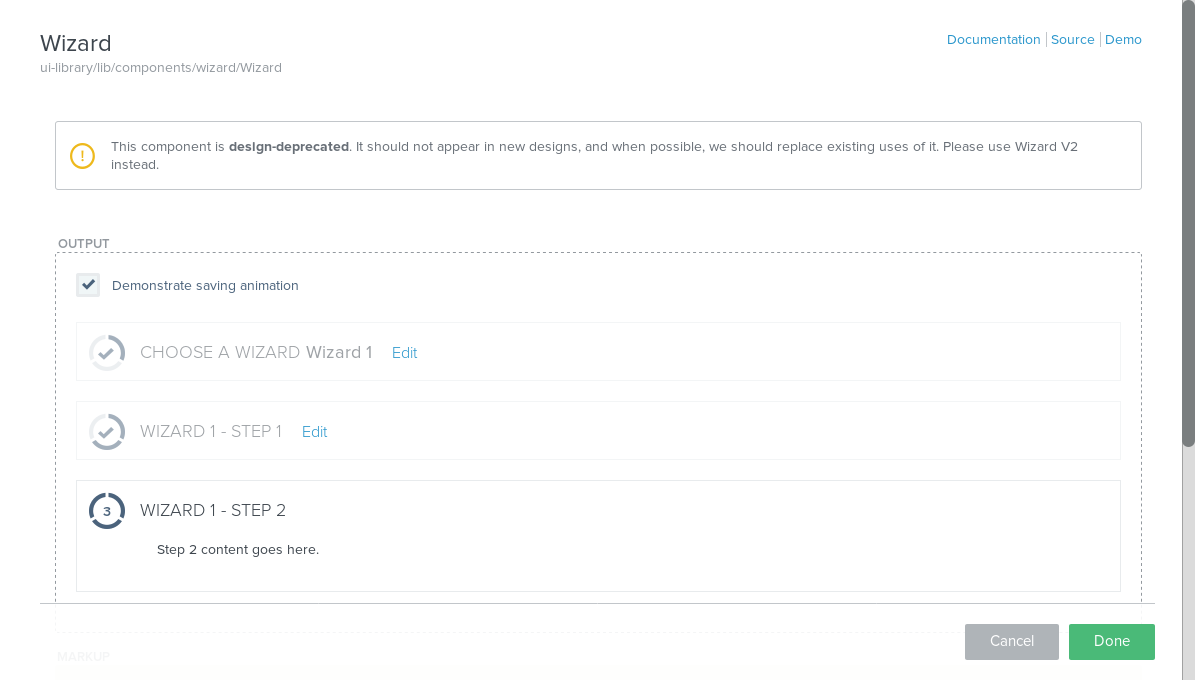 Wizard
Documentation Source Demo
ui-library/lib/components/wizard/Wizard
! This component is design-deprecated. It should not appear in new designs, and when possible, we should replace existing uses of it. Please use Wizard V2
instead.
OUTPUT
Demonstrate saving animation
CHOOSE A WIZARD Wizard 1 Edit
WIZARD 1 - STEP 1 Edit
3 WIZARD 1 - STEP 2
Step 2 content goes here.
Cancel Done
MARKUP